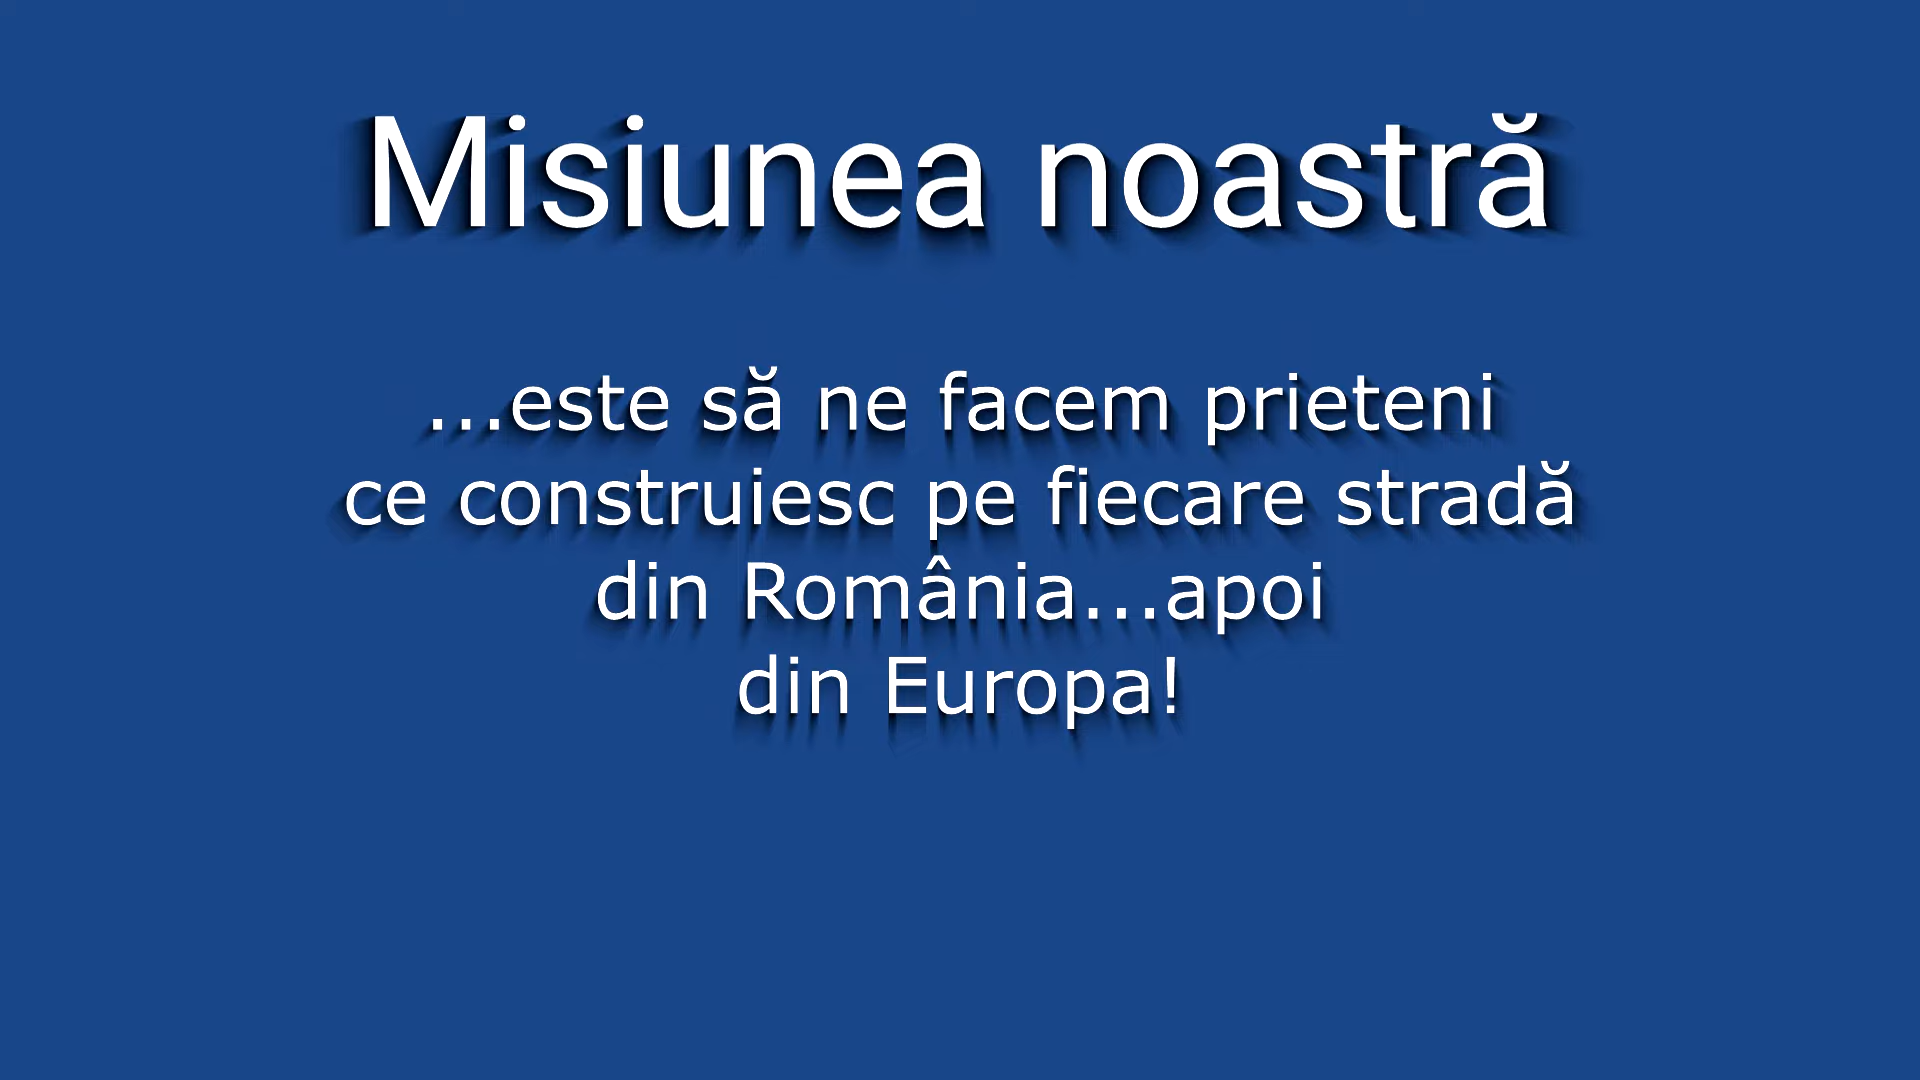 Misiunea noastră
...este să ne facem prieteni
ce construiesc pe fiecare stradă
din România...apoi
din Europa!